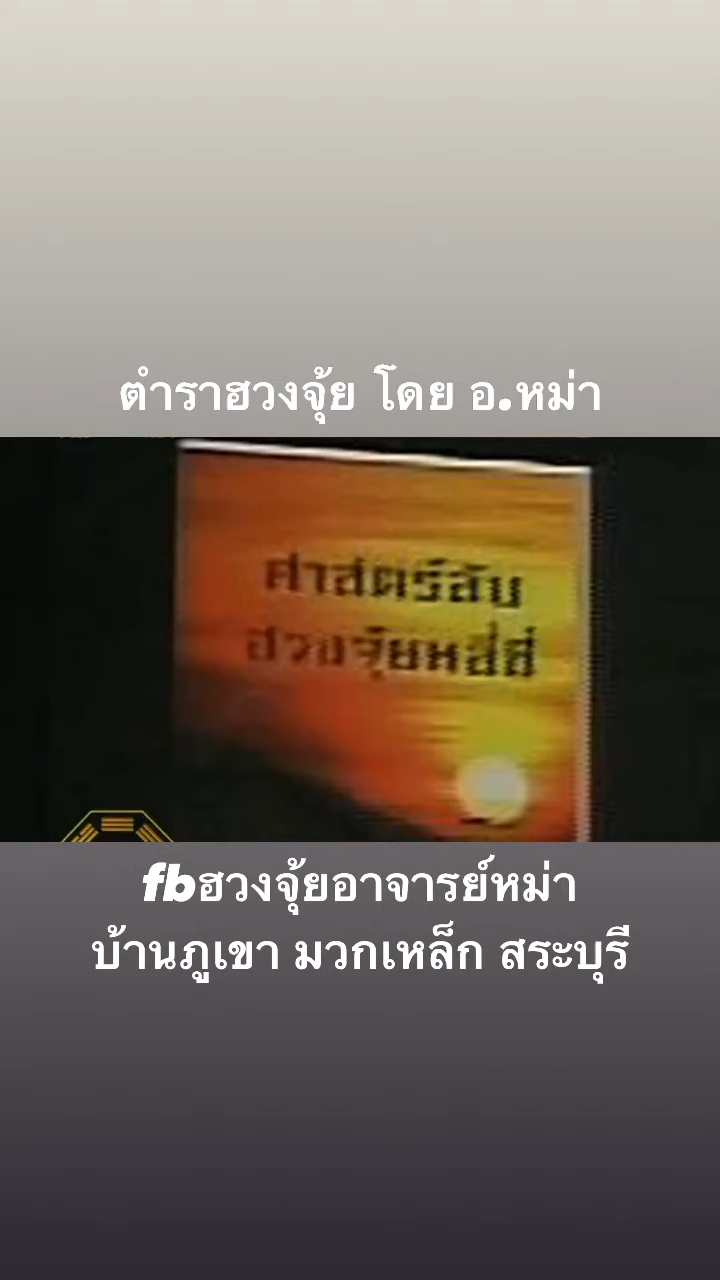 ตำราฮวงจุ้ย โดย อ.หม่า
ศาสตร์ลับ
ฮวงจุ้ยหลี่สี่
fbฮวงจุ้ยอาจารย์หม่า
บ้านภูเขา มวกเหล็ก สระบุรี